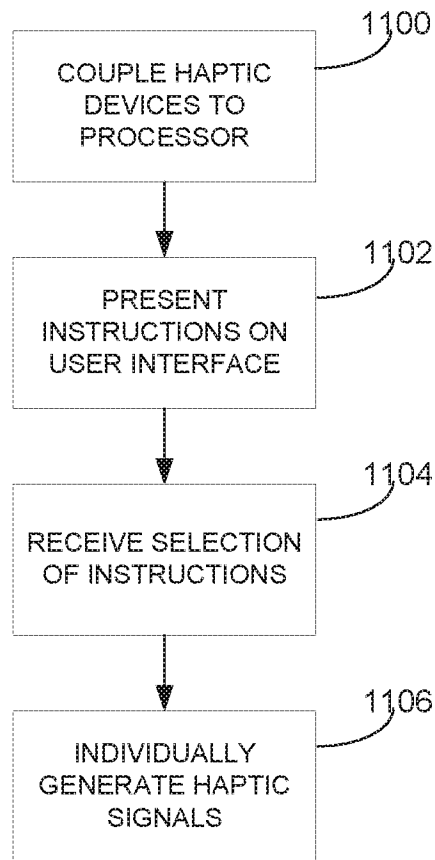 1100
COUPLE HAPTIC
DEVICES TO
PROCESSOR
1102
PRESENT
INSTRUCTIONS ON
USER INTERFACE
1104
RECEIVE SELECTION
OF INSTRUCTIONS
1106
INDIVIDUALLY
GENERATE HAPTIC
SIGNALS